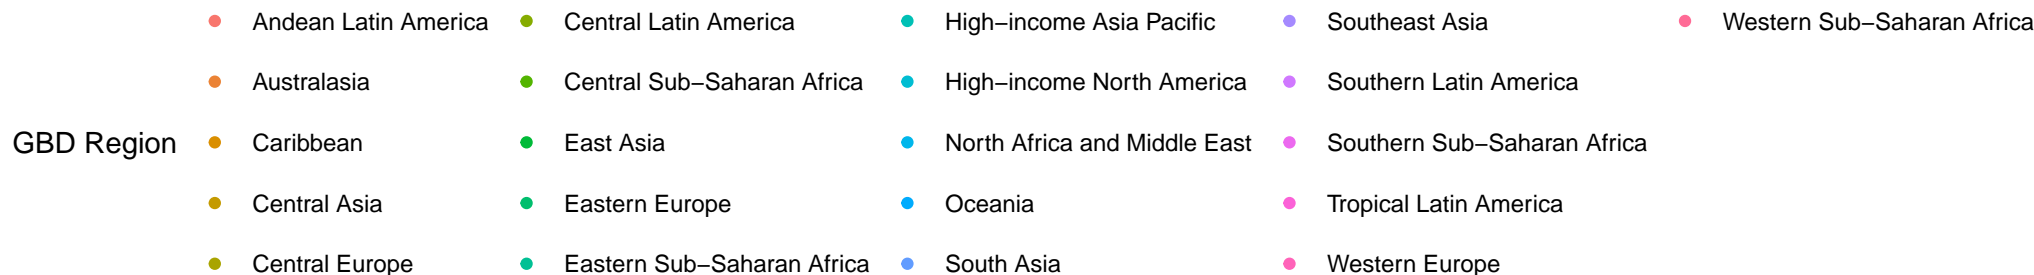 Andean Latin America Central Latin America High−income Asia Pacific Southeast Asia Western Sub−Saharan Africa
Australasia Central Sub−Saharan Africa High−income North America Southern Latin America
GBD Region Caribbean East Asia North Africa and Middle East Southern Sub−Saharan Africa
Central Asia Eastern Europe Oceania Tropical Latin America
Central Europe Eastern Sub−Saharan Africa South Asia Western Europe